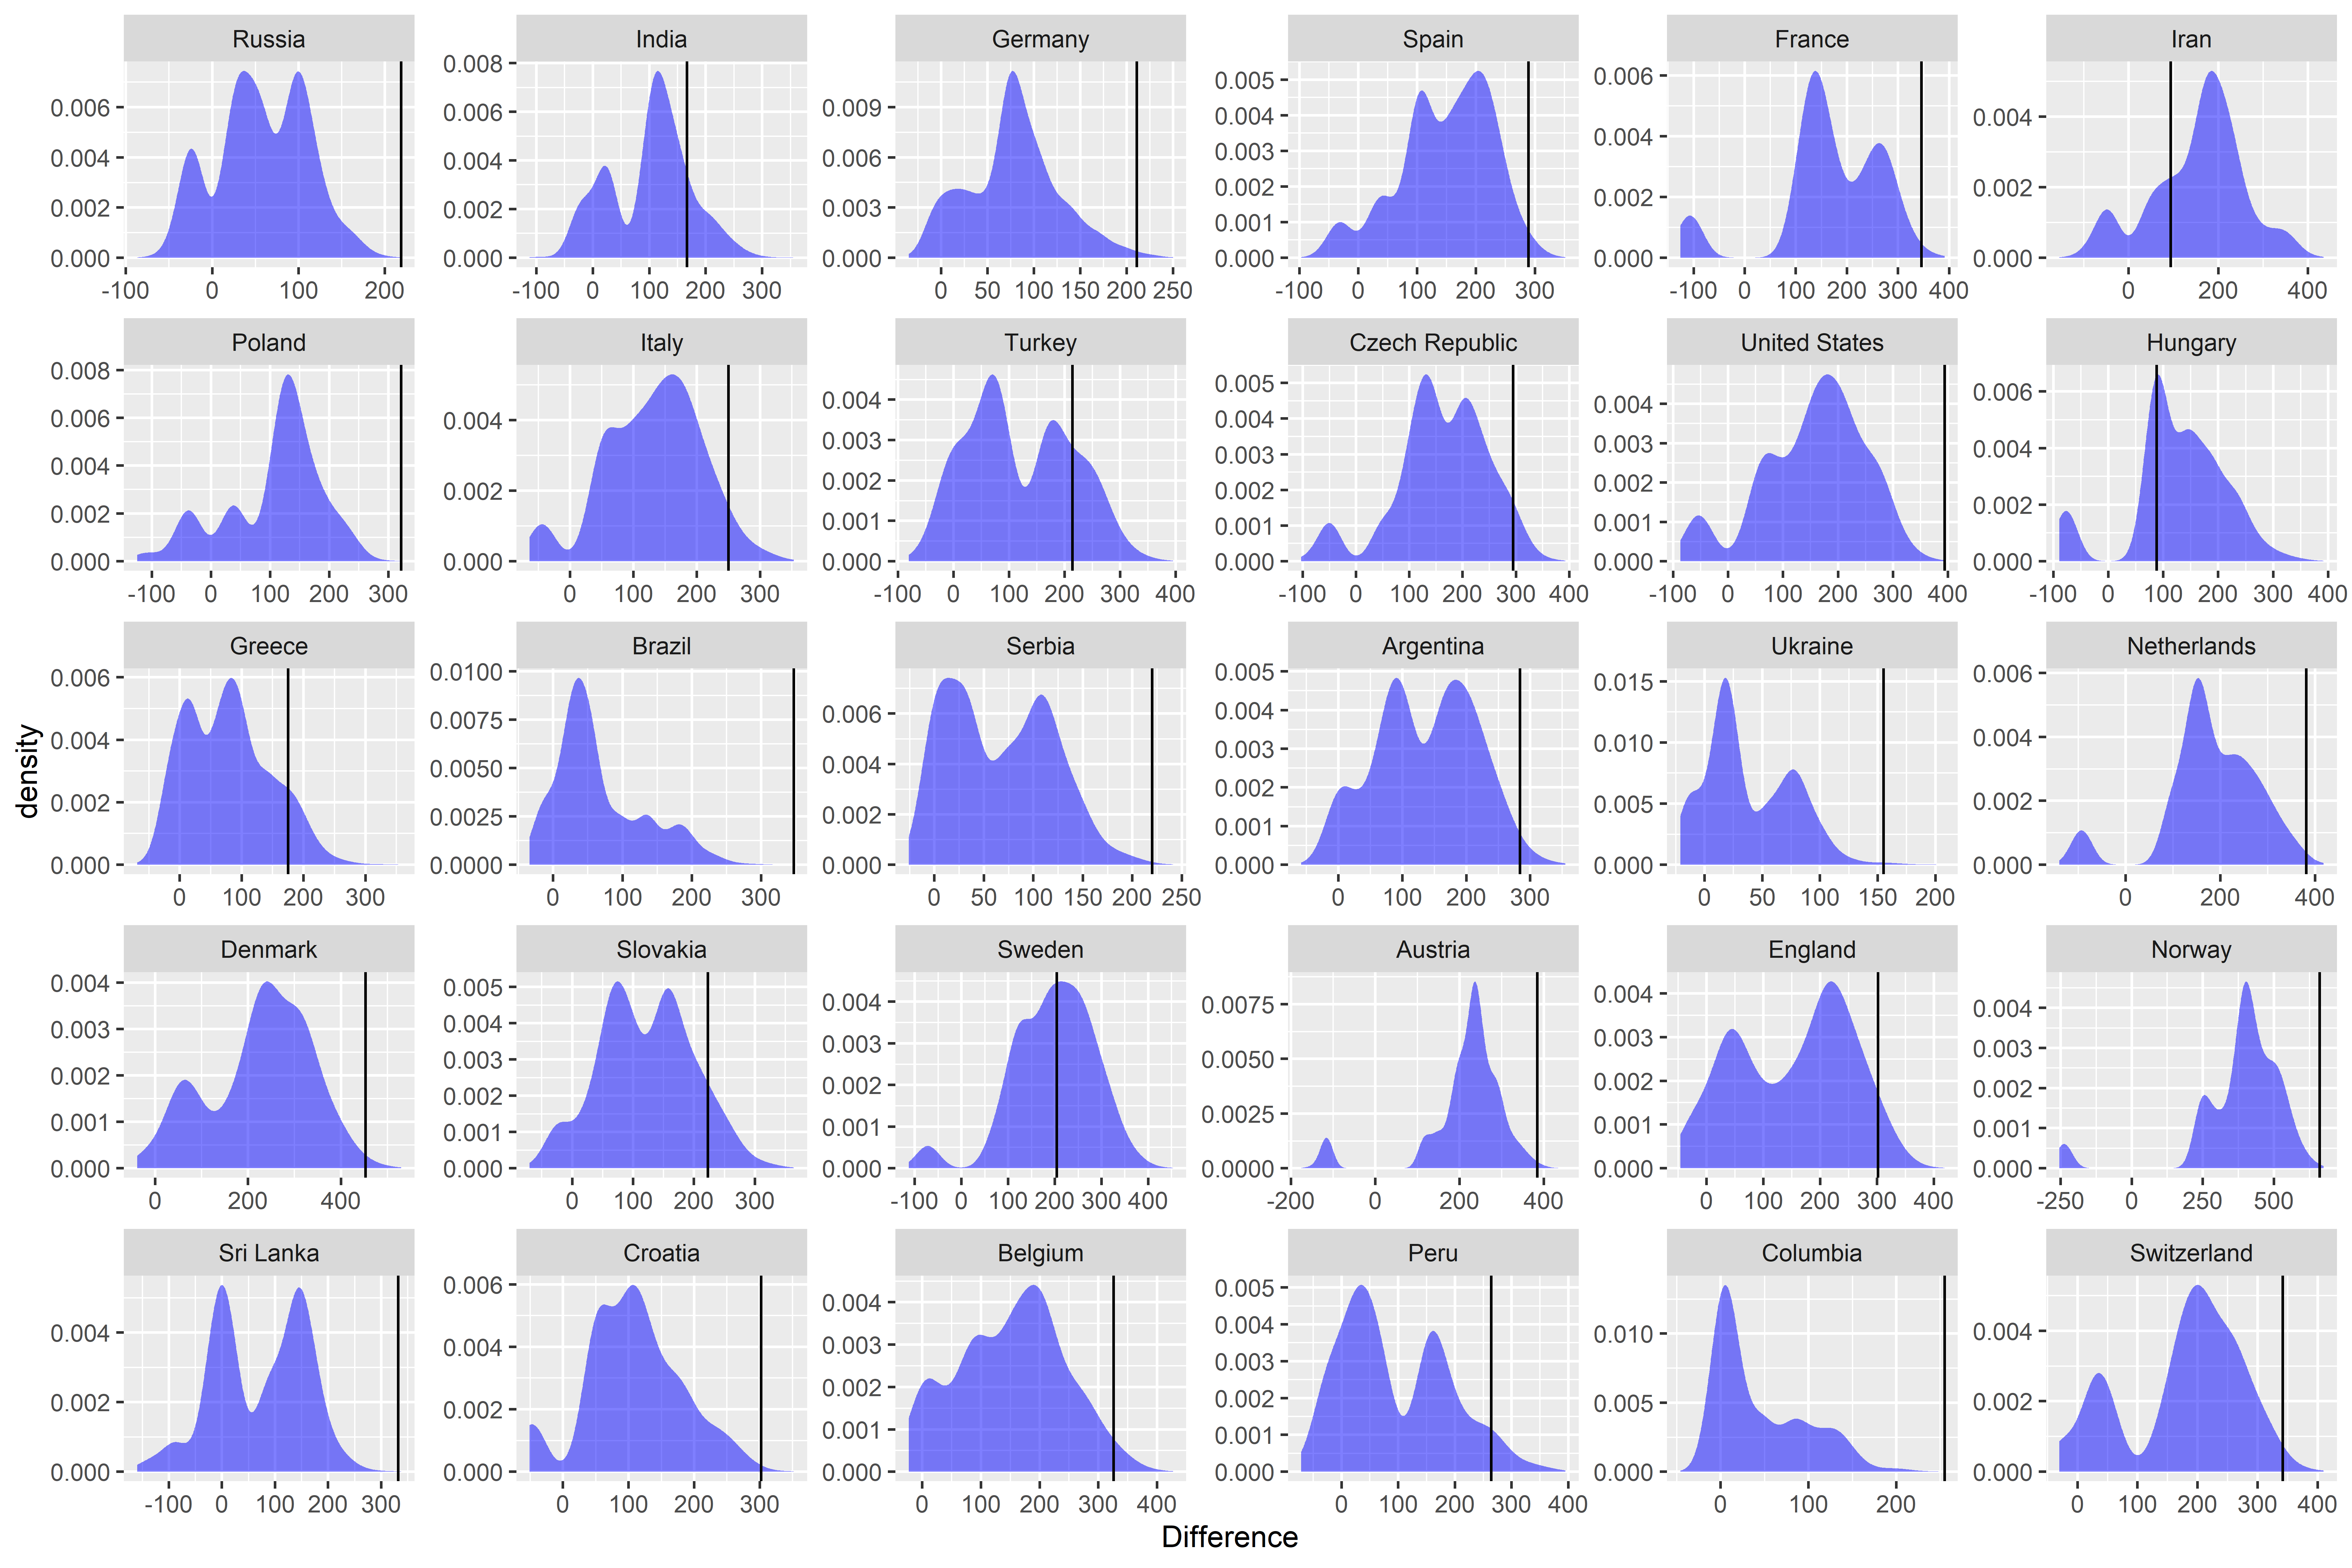 Russia India Germany Spain France Iran
0.006 0.004 0.002 0.000
-100 0 100 200
0.008 0.006 0.004 0.002 0.000
-100 0 100 200 300
0.009 0.006 0.003 0.000
0 50 100 150 200 250
0.005 0.004 0.003 0.002 0.001 0.000
-100 0 100 200 300
0.006 0.004 0.002 0.000
-100 0 100 200 300 400
0.004 0.002 0.000
0 200 400
Poland Italy Turkey Czech Republic United States Hungary
0.008 0.006 0.004 0.002 0.000
-100 0 100 200 300
0.004 0.002 0.000
0 100 200 300
0.004 0.003 0.002 0.001 0.000
-100 0 100 200 300 400
0.005 0.004 0.003 0.002 0.001 0.000
-100 0 100 200 300 400
0.004 0.003 0.002 0.001 0.000
-100 0 100 200 300 400
0.006 0.004 0.002 0.000
-100 0 100 200 300 400
Greece Brazil Serbia Argentina Ukraine Netherlands
0.006 0.004 0.002 0.000
0 100 200 300
0.0100 0.0075 0.0050 0.0025 0.0000
0 100 200 300
0.006 0.004 0.002 0.000
0 50 100 150 200 250
0.005 0.004 0.003 0.002 0.001 0.000
0 100 200 300
0.015 0.010 0.005 0.000
0 50 100 150 200
0.006 0.004 0.002 0.000
0 200 400
density
Denmark Slovakia Sweden Austria England Norway
0.004 0.003 0.002 0.001 0.000
0 200 400
0.005 0.004 0.003 0.002 0.001 0.000
0 100 200 300
0.004 0.003 0.002 0.001 0.000
-100 0 100 200 300 400
0.0075 0.0050 0.0025 0.0000
-200 0 200 400
0.004 0.003 0.002 0.001 0.000
0 100 200 300 400
0.004 0.003 0.002 0.001 0.000
-250 0 250 500
Sri Lanka Croatia Belgium Peru Columbia Switzerland
0.004 0.002 0.000
-100 0 100 200 300
0.006 0.004 0.002 0.000
0 100 200 300
0.004 0.003 0.002 0.001 0.000
0 100 200 300 400
0.005 0.004 0.003 0.002 0.001 0.000
0 100 200 300 400
0.010 0.005 0.000
0 100 200
0.004 0.002 0.000
0 100 200 300 400
Difference